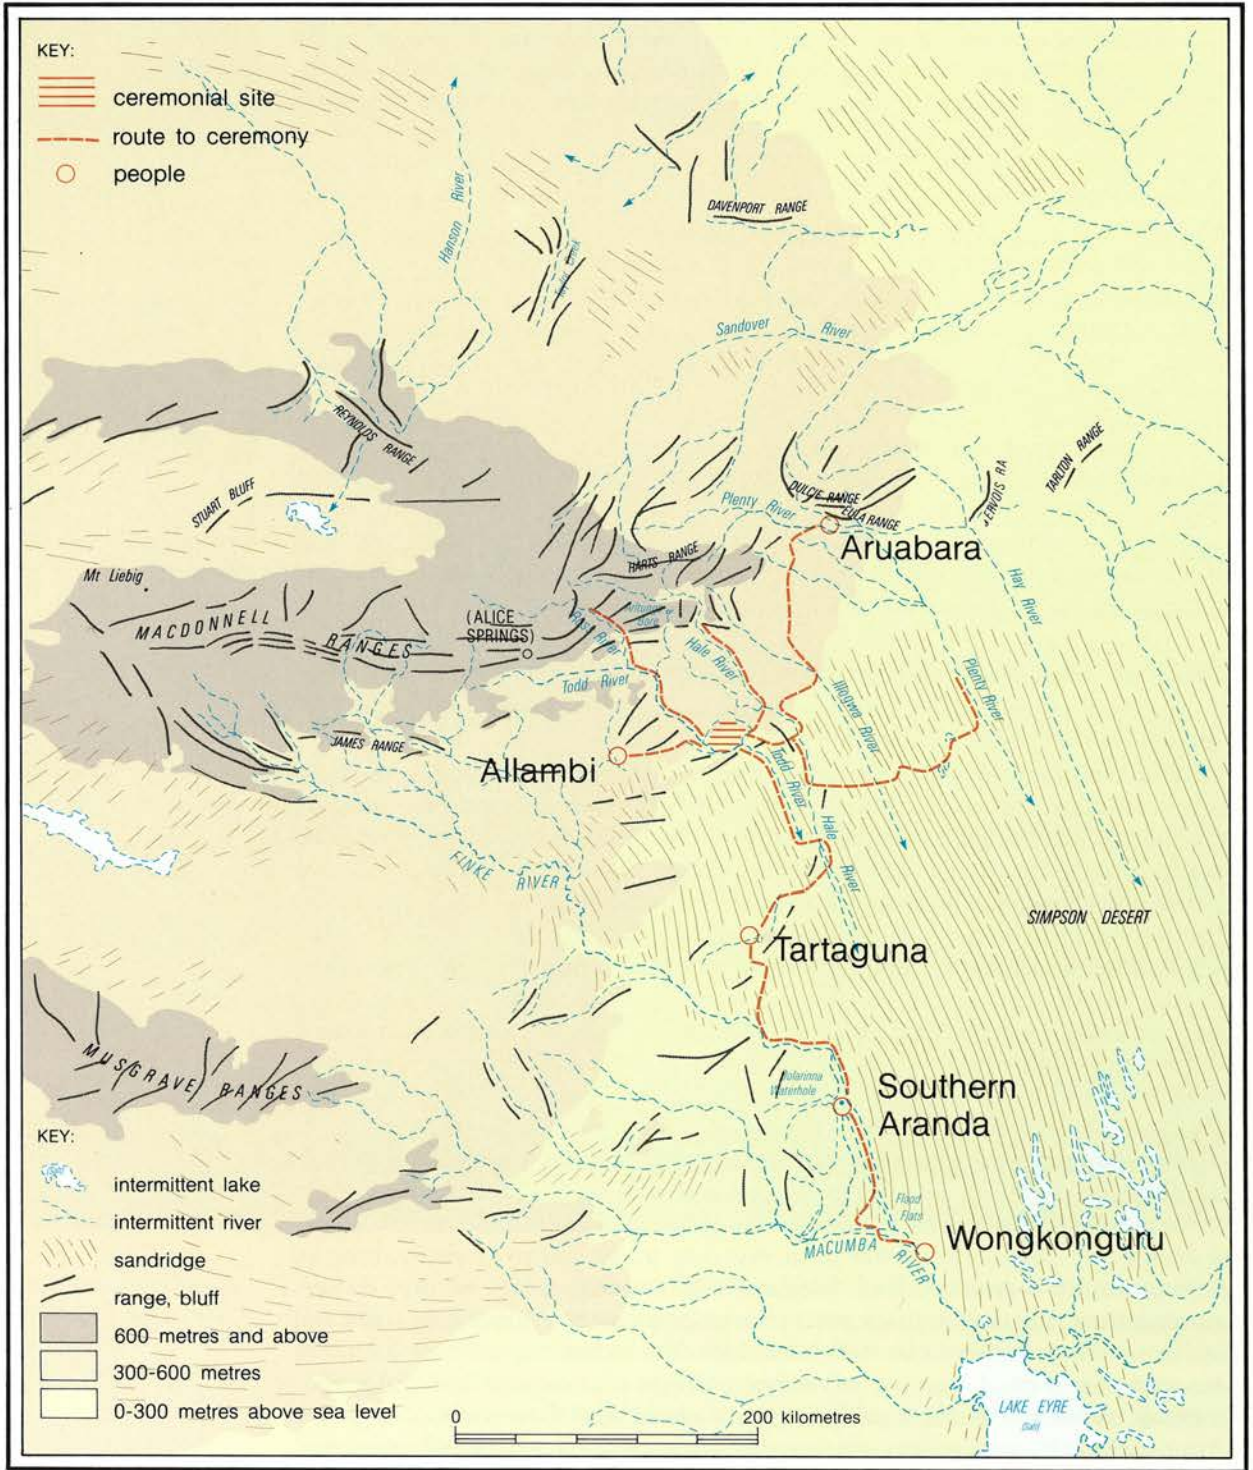 KEY:
ceremonial site
route to ceremony
people
Hanson River
DAVENPORT RANGE
Sandover River
REYNOLDS RANGE
STUART BLUFF
DULCIE RANGE
Plenty River
EULA RANGE
JERVOIS RA
TARLTON RANGE
Aruabara
HARTS RANGE
Mt Liebig
MACDONNELL RANGES
(ALICE
SPRINGS)
River
Hale River
Hay River
Todd River
Illogwa River
Plenty River
JAMES RANGE
Allambi
Todd River
Hale River
FINKE RIVER
SIMPSON DESERT
Tartaguna
MUSGRAVE RANGES
Waterhole
Southern
Aranda
Flood
Flats
MACUMBA RIVER
Wongkonguru
KEY:
intermittent lake
intermittent river
sandridge
range, bluff
600 metres and above
300-600 metres
0-300 metres above sea level
0 200 kilometres
LAKE EYRE